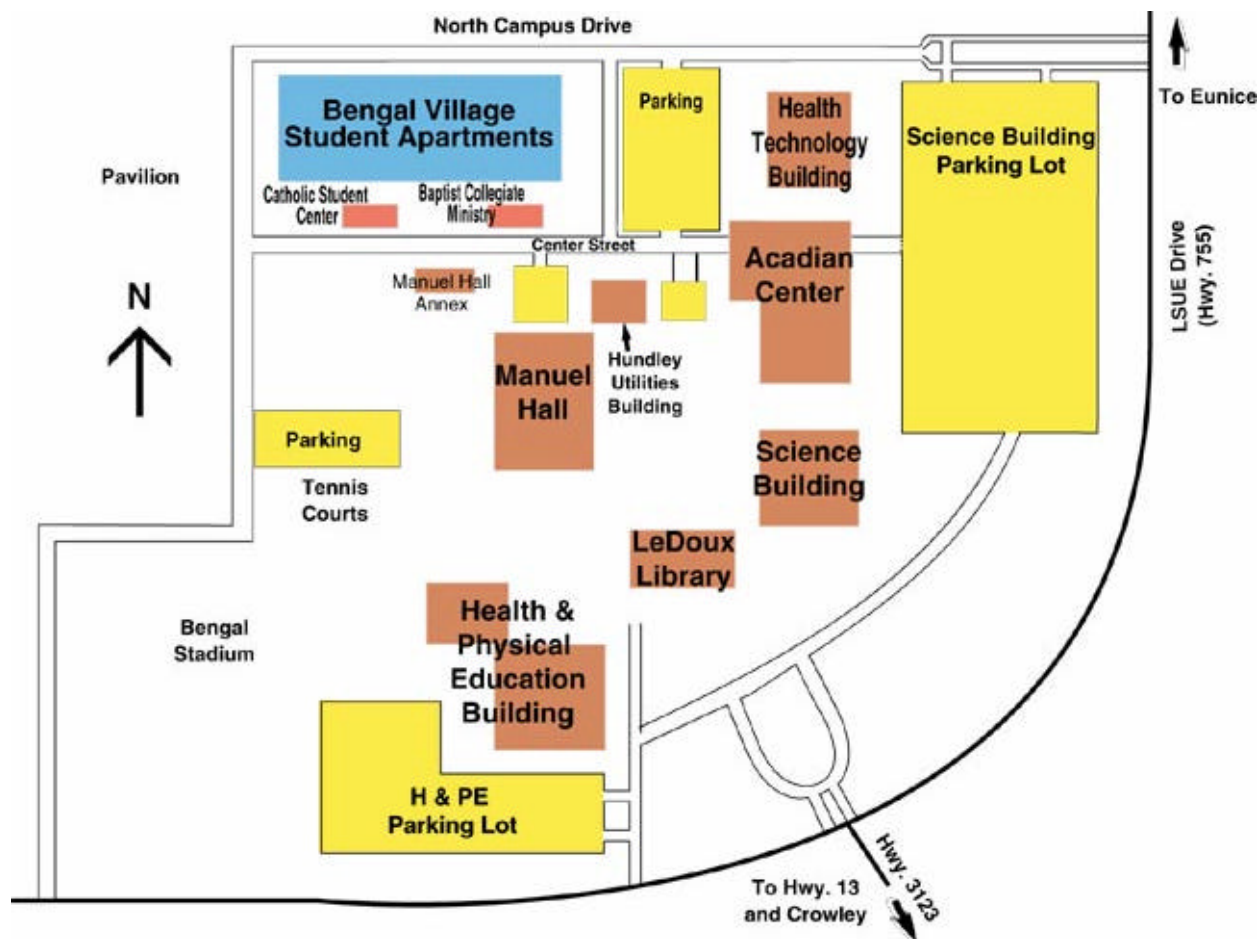 North Campus Drive
To Eunice
Bengal Village
Student Apartments
Parking
Health
Technology
Building
Science Building
Parking Lot
Pavilion
Catholic Student
Center
Baptist Collegiate
Ministry
Center Street
Acadian
Center
LSUE Drive
(Hwy. 755)
N
Manuel Hall
Annex
Manuel
Hall
Hundley
Utilities
Building
Parking
Tennis
Courts
Science
Building
LeDoux
Library
Bengal
Stadium
Health &
Physical
Education
Building
H & PE
Parking Lot
Hwy. 3123
To Hwy. 13
and Crowley